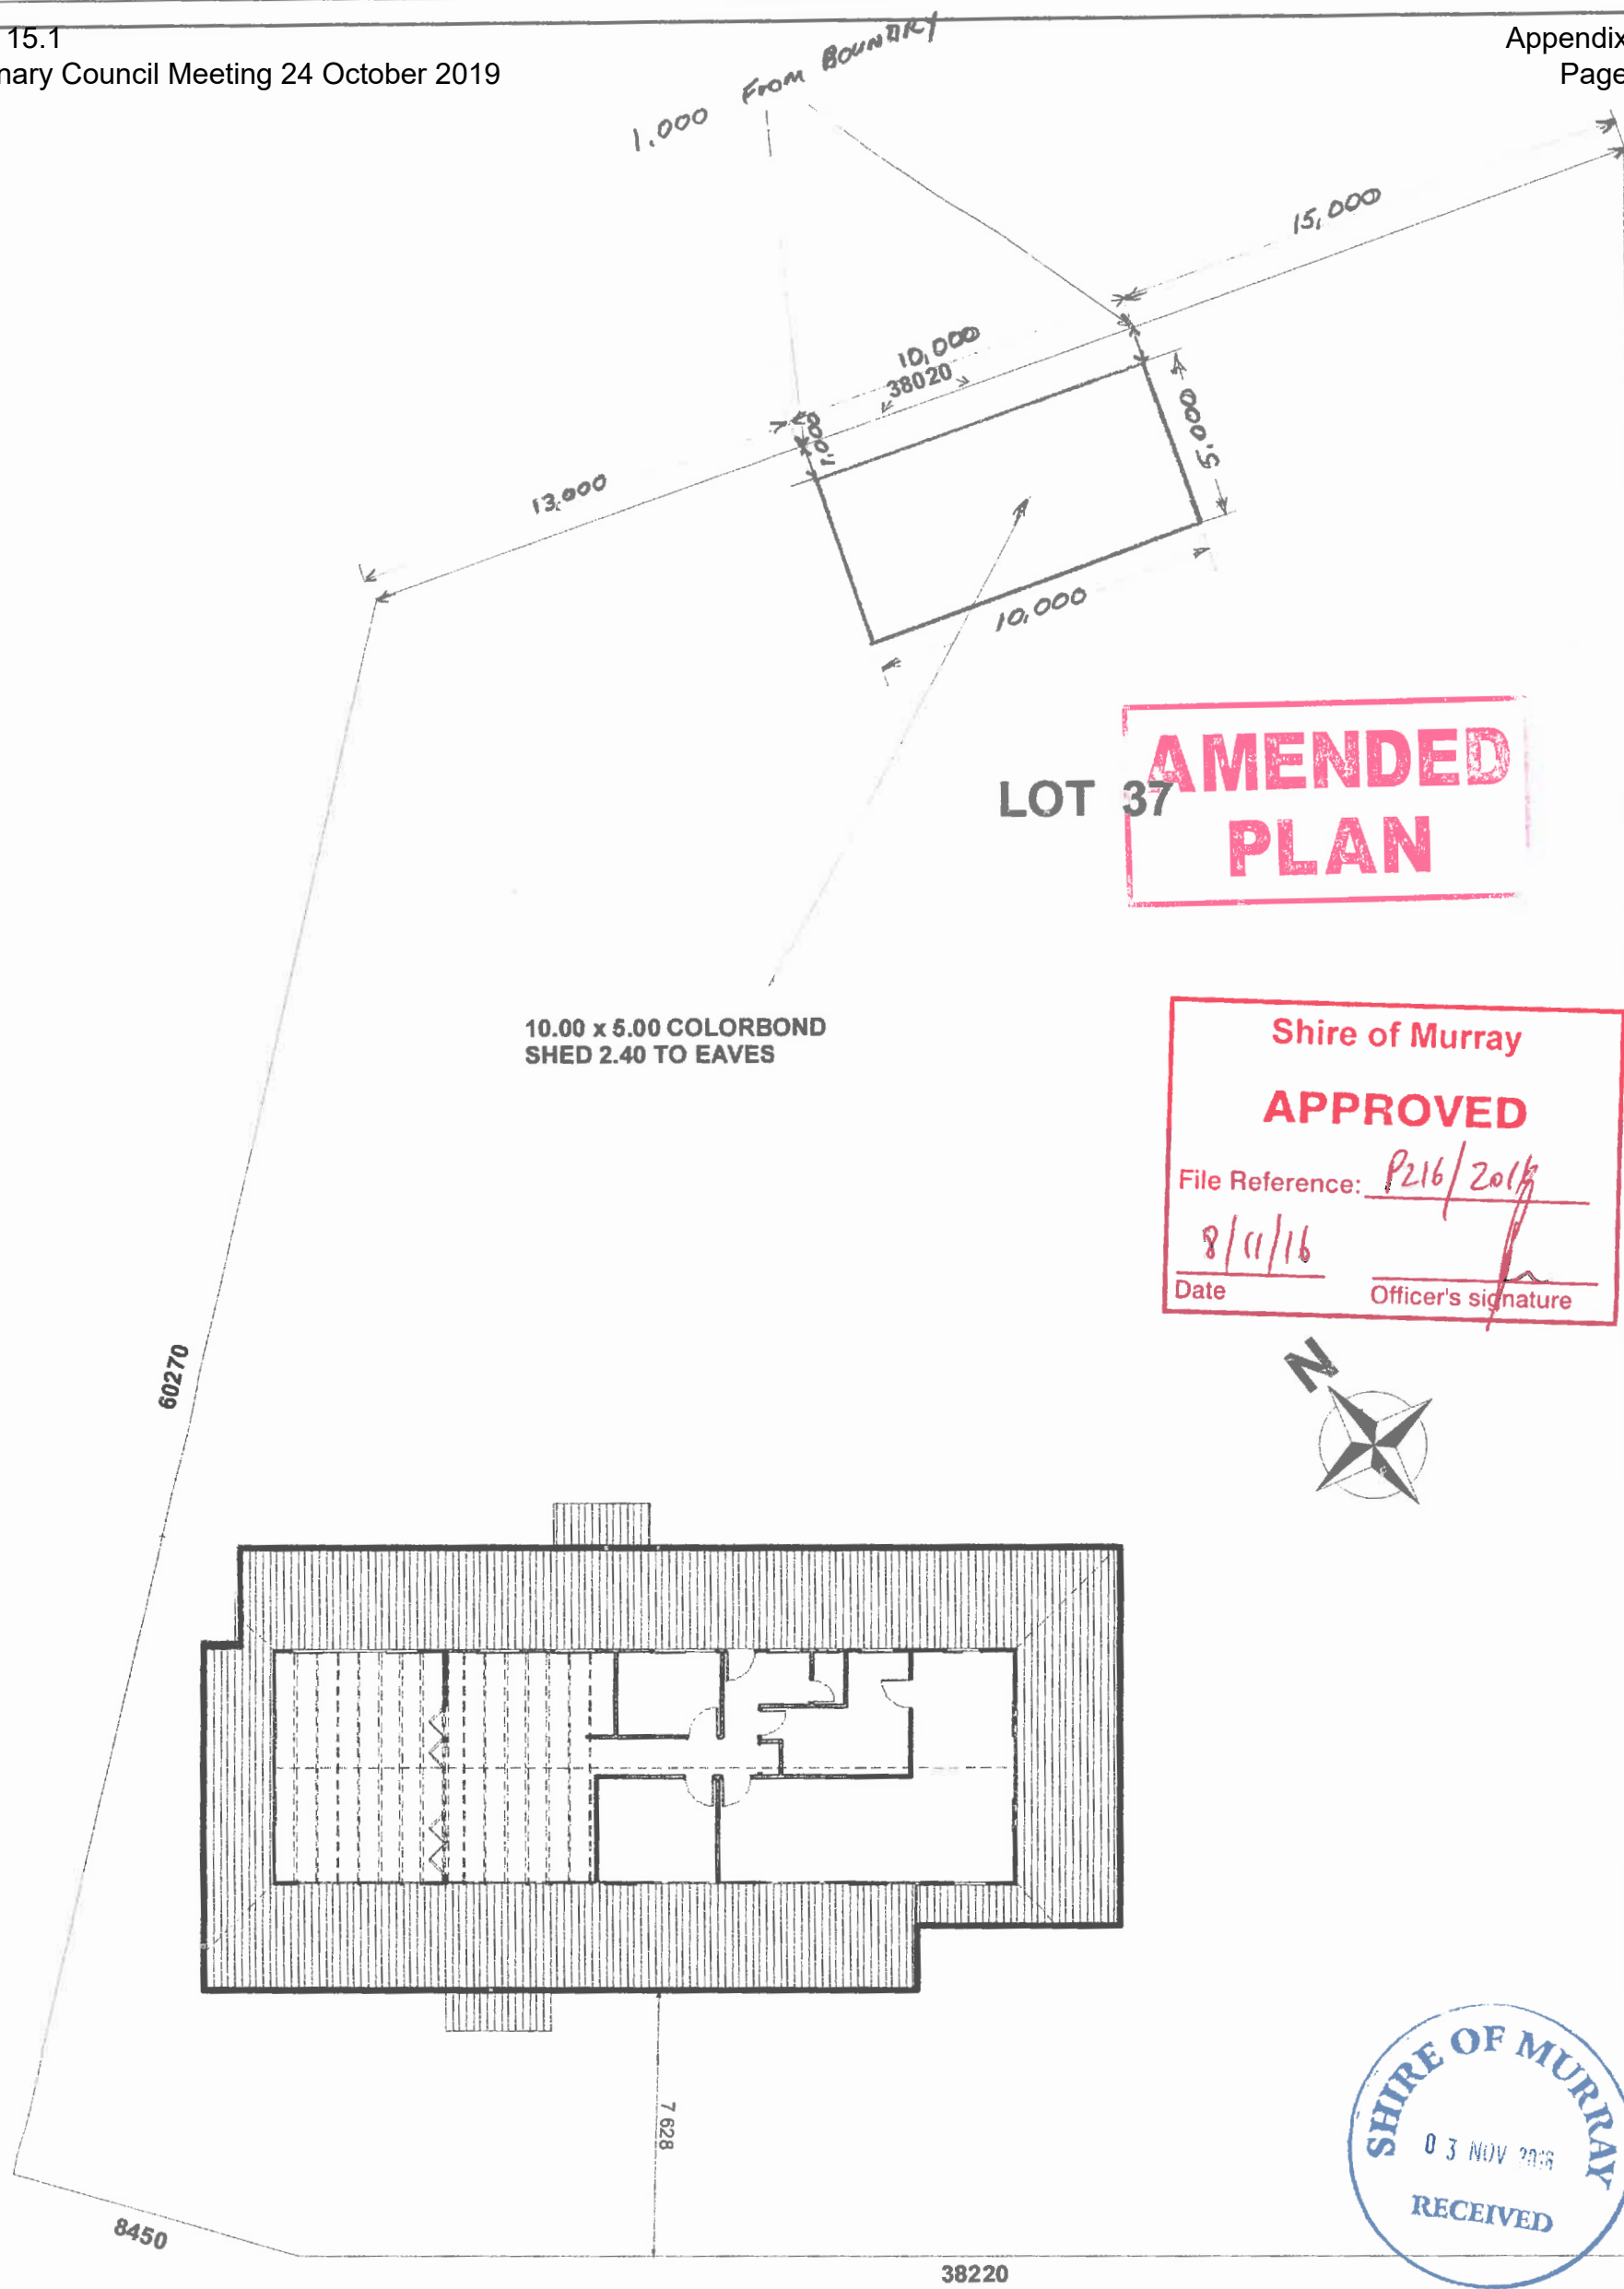 15.1
nary Council Meeting 24 October 2019
Appendix
Page
1.000 From BOUNDARY
15,000
10,000
38020
1,000
5,000
13,000
10,000
LOT 37
AMENDED
PLAN
10.00 x 5.00 COLORBOND
SHED 2.40 TO EAVES
Shire of Murray
APPROVED
File Reference: P216/2016
8/11/16
Date
Officer's signature
N
60270
7 628
8450
38220
SHIRE OF MURRAY
03 NOV 2016
RECEIVED